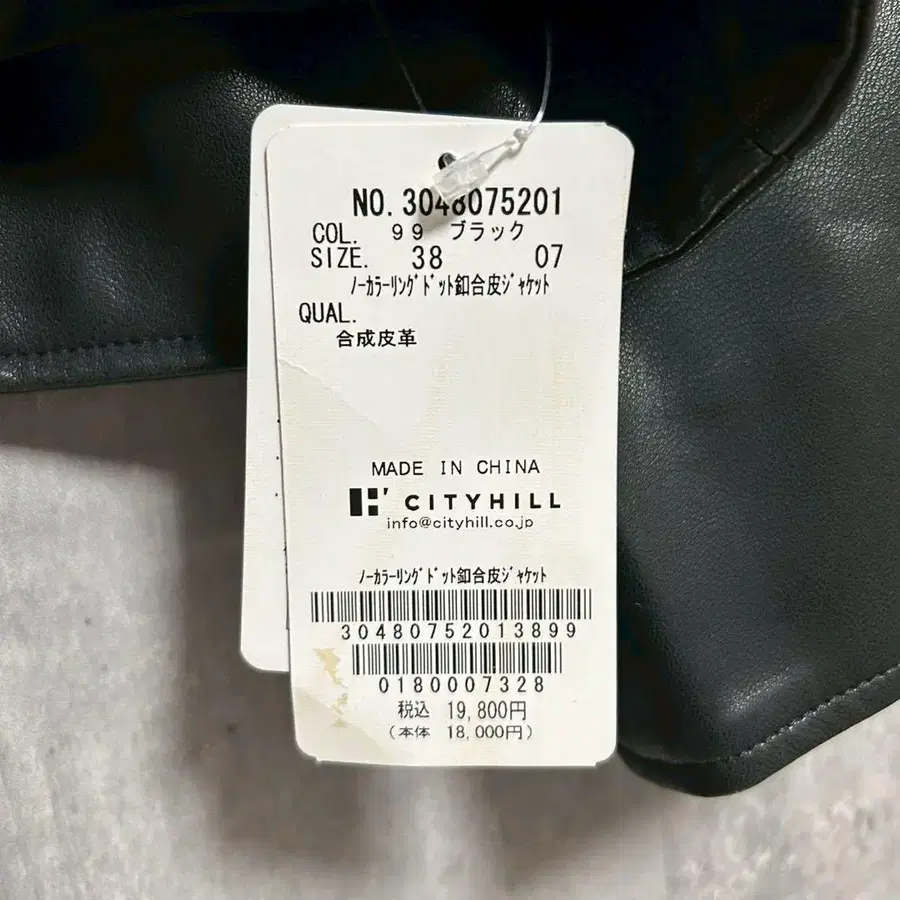 NO. 3048075201
COL. 99 ブラック
SIZE. 38 07
ﾉｰｶﾗｰﾘﾝｸﾞﾄﾞｯﾄ釦合皮ｼﾞｬｹｯﾄ
QUAL.
合成皮革
MADE IN CHINA
CITYHILL
info@cityhill.co.jp
ﾉｰｶﾗｰﾘﾝｸﾞﾄﾞｯﾄ釦合皮ｼﾞｬｹｯﾄ
30480752013899
0180007328
税込 19,800円
(本体 18,000円)